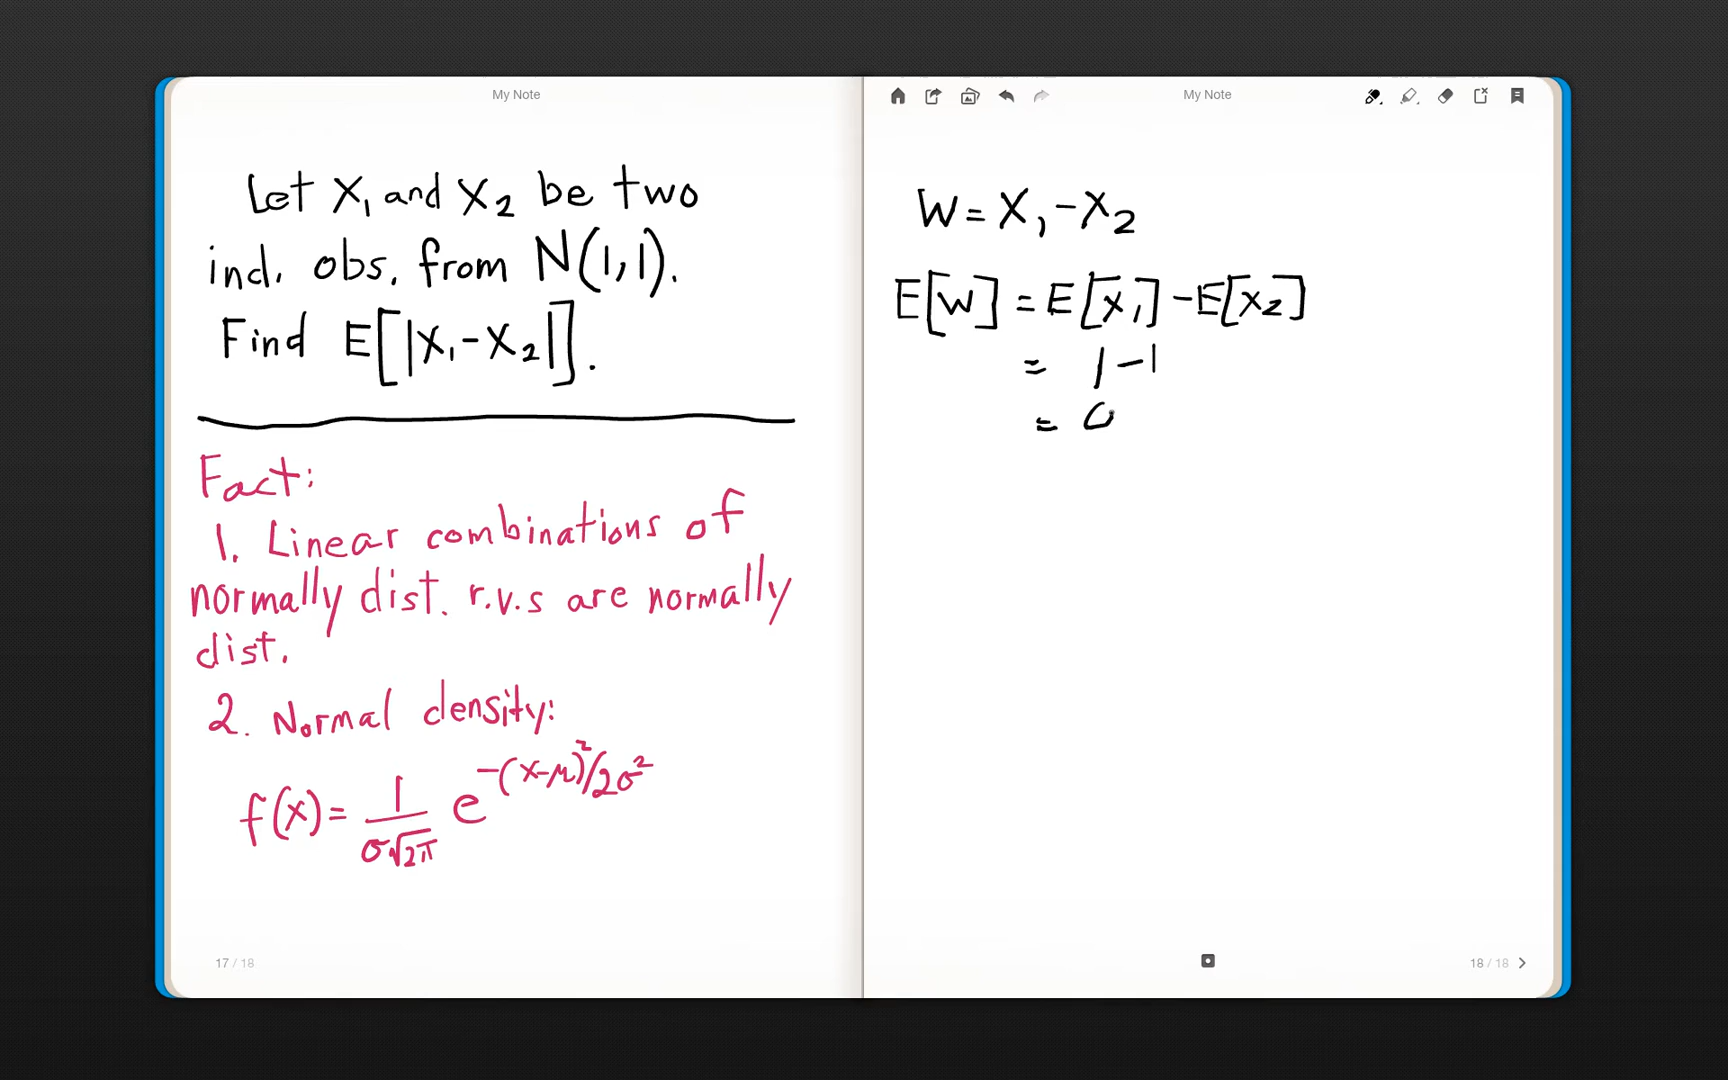 My Note
Let X₁ and X₂ be two
ind. obs. from N(1,1).
Find E[|X₁-X₂|].
Fact:
1. Linear combinations of
normally dist. r.v.s are normally
dist.
2. Normal density:
f(x) = 1/(σ√2π) e^(-(x-μ)²/2σ²)
17 / 18
My Note
W = X₁ - X₂
E[W] = E[X₁] - E[X₂]
= 1 - 1
= 0
18 / 18